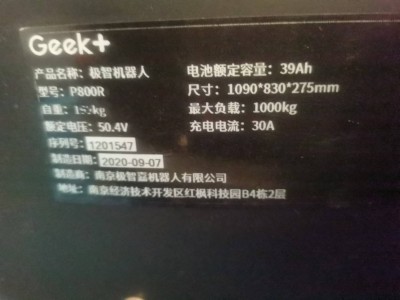 Geek+
产品名称：极智机器人
电池额定容量：39Ah
型号：P800R
尺寸：1090*830*275mm
自重：
最大负载：1000kg
额定电压：50.4V
充电电流：30A
序列号：1201547
制造日期：2020-09-07
制造商：南京极智嘉机器人有限公司
地址：南京经济技术开发区红枫科技园B4栋2层